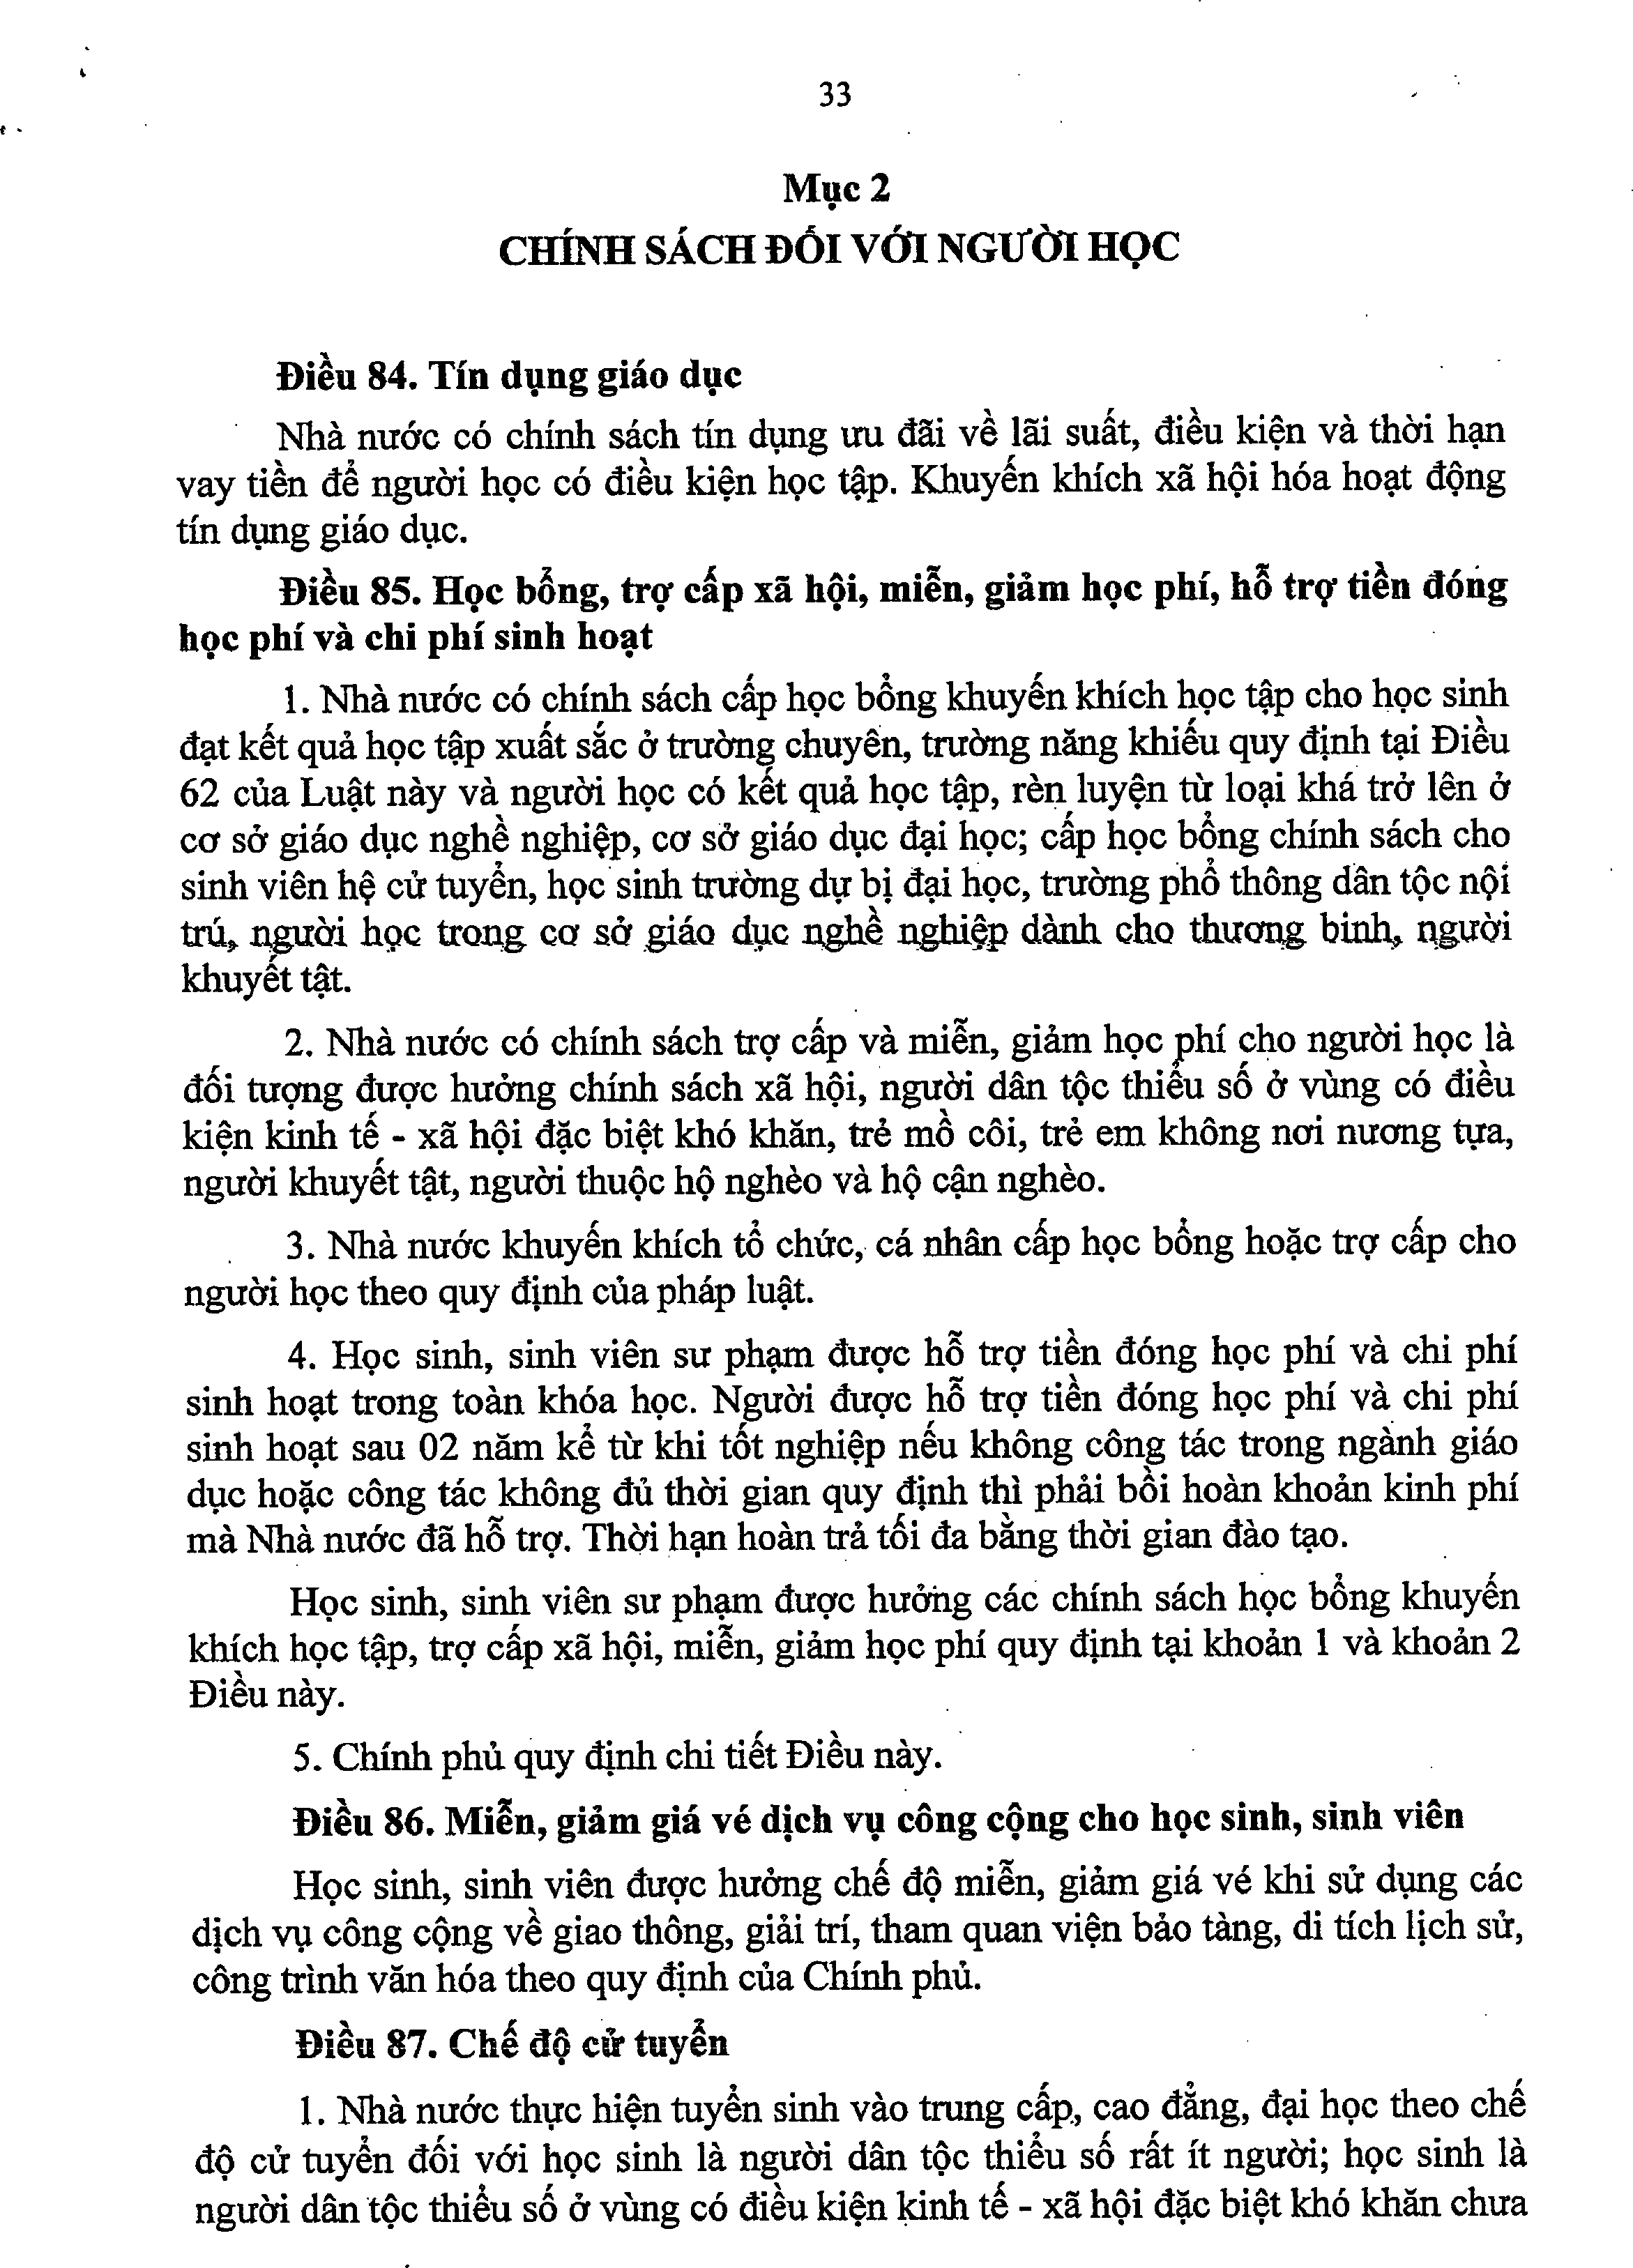 33
Mục 2
CHÍNH SÁCH ĐỐI VỚI NGƯỜI HỌC
Điều 84. Tín dụng giáo dục
Nhà nước có chính sách tín dụng ưu đãi về lãi suất, điều kiện và thời hạn
vay tiền để người học có điều kiện học tập. Khuyến khích xã hội hóa hoạt động
tín dụng giáo dục.
Điều 85. Học bổng, trợ cấp xã hội, miễn, giảm học phí, hỗ trợ tiền đóng
học phí và chi phí sinh hoạt
1. Nhà nước có chính sách cấp học bổng khuyến khích học tập cho học sinh
đạt kết quả học tập xuất sắc ở trường chuyên, trường năng khiếu quy định tại Điều
62 của Luật này và người học có kết quả học tập, rèn luyện từ loại khá trở lên ở
cơ sở giáo dục nghề nghiệp, cơ sở giáo dục đại học; cấp học bổng chính sách cho
sinh viên hệ cử tuyển, học sinh trường dự bị đại học, trường phổ thông dân tộc nội
trú, người học trong cơ sở giáo dục nghề nghiệp dành cho thương binh, người
khuyết tật.
2. Nhà nước có chính sách trợ cấp và miễn, giảm học phí cho người học là
đối tượng được hưởng chính sách xã hội, người dân tộc thiểu số ở vùng có điều
kiện kinh tế - xã hội đặc biệt khó khăn, trẻ mồ côi, trẻ em không nơi nương tựa,
người khuyết tật, người thuộc hộ nghèo và hộ cận nghèo.
3. Nhà nước khuyến khích tổ chức, cá nhân cấp học bổng hoặc trợ cấp cho
người học theo quy định của pháp luật.
4. Học sinh, sinh viên sư phạm được hỗ trợ tiền đóng học phí và chi phí
sinh hoạt trong toàn khóa học. Người được hỗ trợ tiền đóng học phí và chi phí
sinh hoạt sau 02 năm kể từ khi tốt nghiệp nếu không công tác trong ngành giáo
dục hoặc công tác không đủ thời gian quy định thì phải bồi hoàn khoản kinh phí
mà Nhà nước đã hỗ trợ. Thời hạn hoàn trả tối đa bằng thời gian đào tạo.
Học sinh, sinh viên sư phạm được hưởng các chính sách học bổng khuyến
khích học tập, trợ cấp xã hội, miễn, giảm học phí quy định tại khoản 1 và khoản 2
Điều này.
5. Chính phủ quy định chi tiết Điều này.
Điều 86. Miễn, giảm giá vé dịch vụ công cộng cho học sinh, sinh viên
Học sinh, sinh viên được hưởng chế độ miễn, giảm giá vé khi sử dụng các
dịch vụ công cộng về giao thông, giải trí, tham quan viện bảo tàng, di tích lịch sử,
công trình văn hóa theo quy định của Chính phủ.
Điều 87. Chế độ cử tuyển
1. Nhà nước thực hiện tuyển sinh vào trung cấp, cao đẳng, đại học theo chế
độ cử tuyển đối với học sinh là người dân tộc thiểu số rất ít người; học sinh là
người dân tộc thiểu số ở vùng có điều kiện kinh tế - xã hội đặc biệt khó khăn chưa